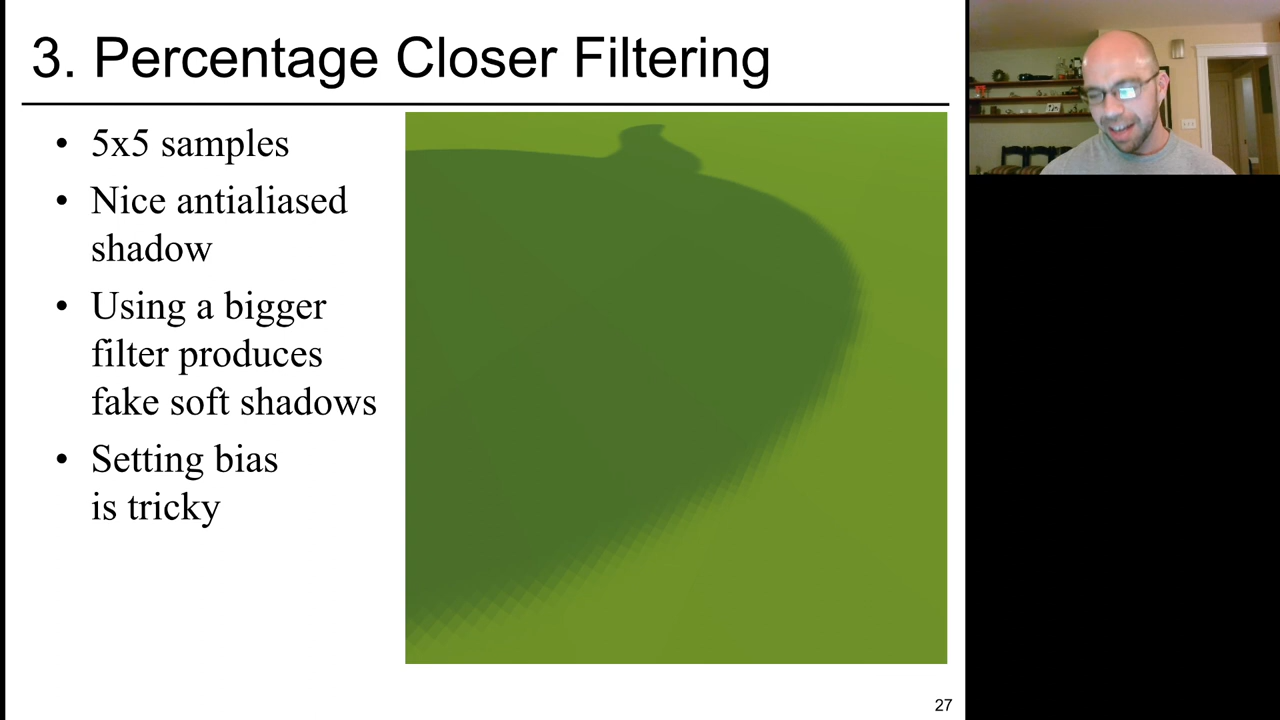 3. Percentage Closer Filtering
• 5x5 samples
• Nice antialiased
shadow
• Using a bigger
filter produces
fake soft shadows
• Setting bias
is tricky
27